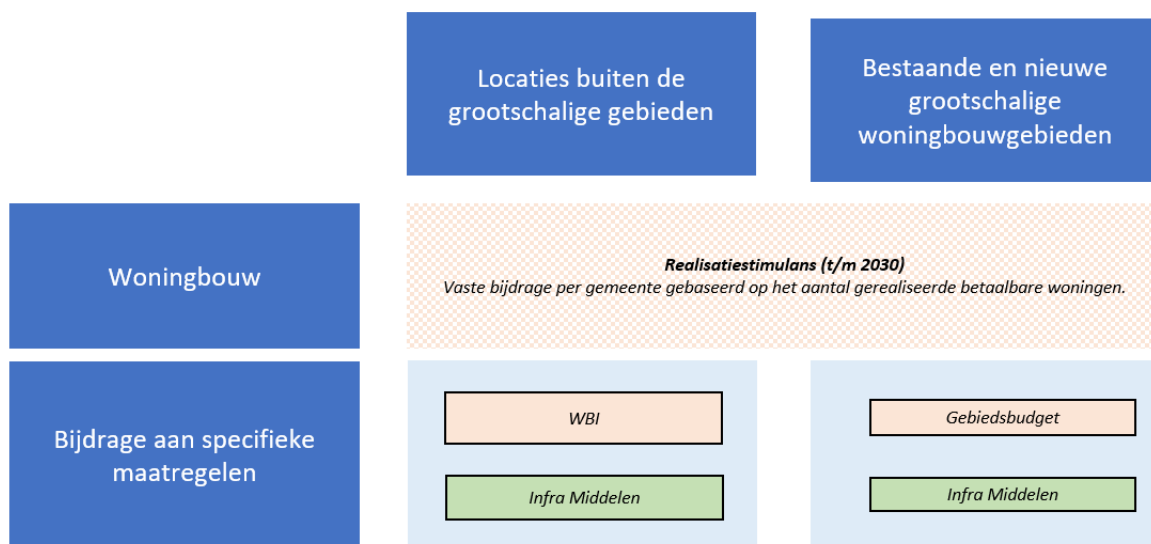 Locaties buiten de
grootschalige gebieden
Bestaande en nieuwe
grootschalige
woningbouwgebieden
Woningbouw
Realisatiestimulans (t/m 2030)
Vaste bijdrage per gemeente gebaseerd op het aantal gerealiseerde betaalbare woningen.
Bijdrage aan specifieke
maatregelen
WBI
Gebiedsbudget
Infra Middelen
Infra Middelen